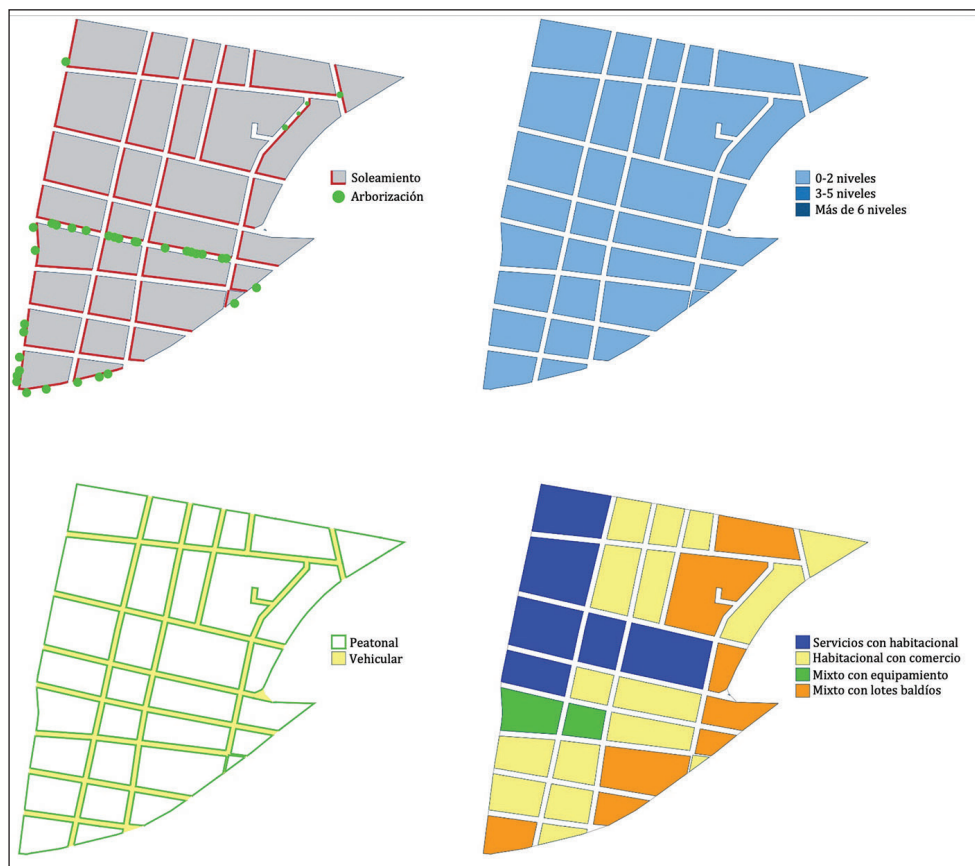 Soleamiento
Arborización
0-2 niveles
3-5 niveles
Más de 6 niveles
Peatonal
Vehicular
Servicios con habitacional
Habitacional con comercio
Mixto con equipamiento
Mixto con lotes baldíos